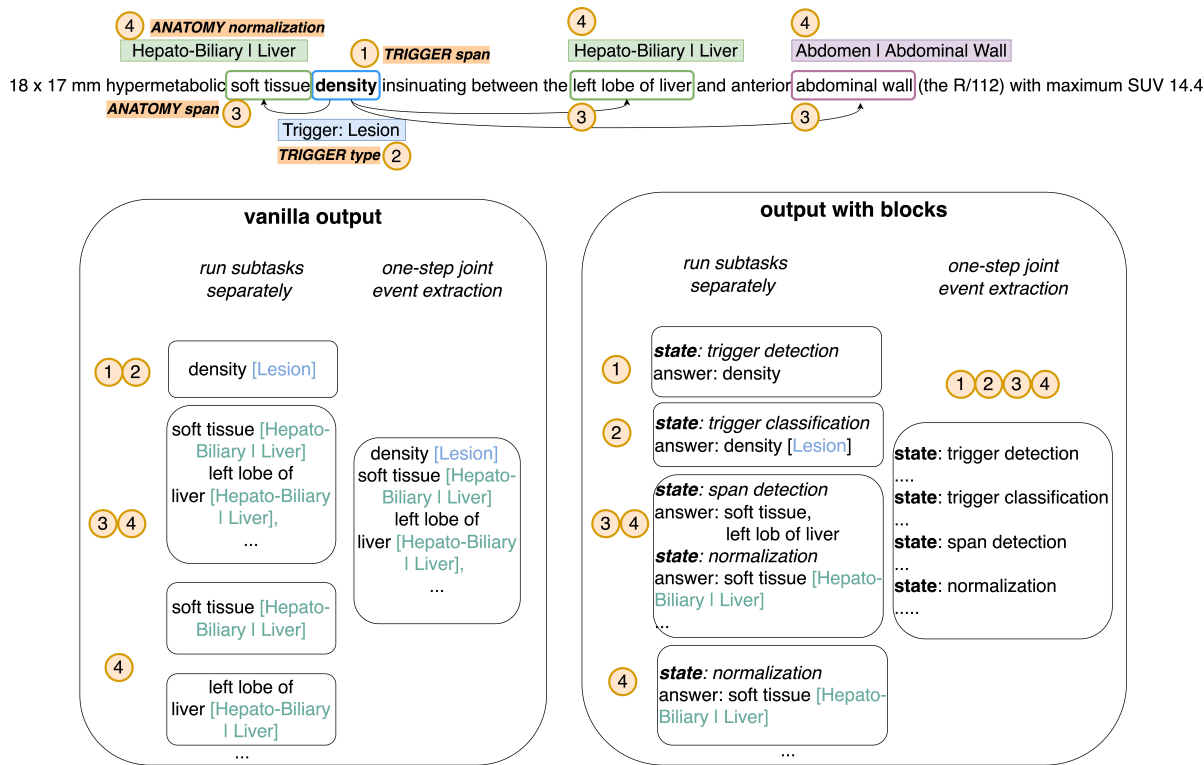 4 ANATOMY normalization
Hepato-Biliary | Liver
1 TRIGGER span
4
Hepato-Biliary | Liver
4
Abdomen | Abdominal Wall
18 x 17 mm hypermetabolic soft tissue density insinuating between the left lobe of liver and anterior abdominal wall (the R/112) with maximum SUV 14.4
ANATOMY span 3
3
3
Trigger: Lesion
TRIGGER type 2
vanilla output
run subtasks
separately
one-step joint
event extraction
1 2
density [Lesion]
3 4
soft tissue [Hepato-
Biliary | Liver]
left lobe of
liver [Hepato-Biliary
| Liver],
...
density [Lesion]
soft tissue [Hepato-
Biliary | Liver]
left lobe of
liver [Hepato-Biliary
| Liver],
...
4
soft tissue [Hepato-
Biliary | Liver]
left lobe of
liver [Hepato-Biliary
| Liver]
...
output with blocks
run subtasks
separately
one-step joint
event extraction
1
state: trigger detection
answer: density
2
state: trigger classification
answer: density [Lesion]
3 4
state: span detection
answer: soft tissue,
left lob of liver
state: normalization
answer: soft tissue [Hepato-
Biliary | Liver]
...
4
state: normalization
answer: soft tissue [Hepato-
Biliary | Liver]
...
1 2 3 4
state: trigger detection
....
state: trigger classification
...
state: span detection
...
state: normalization
.....